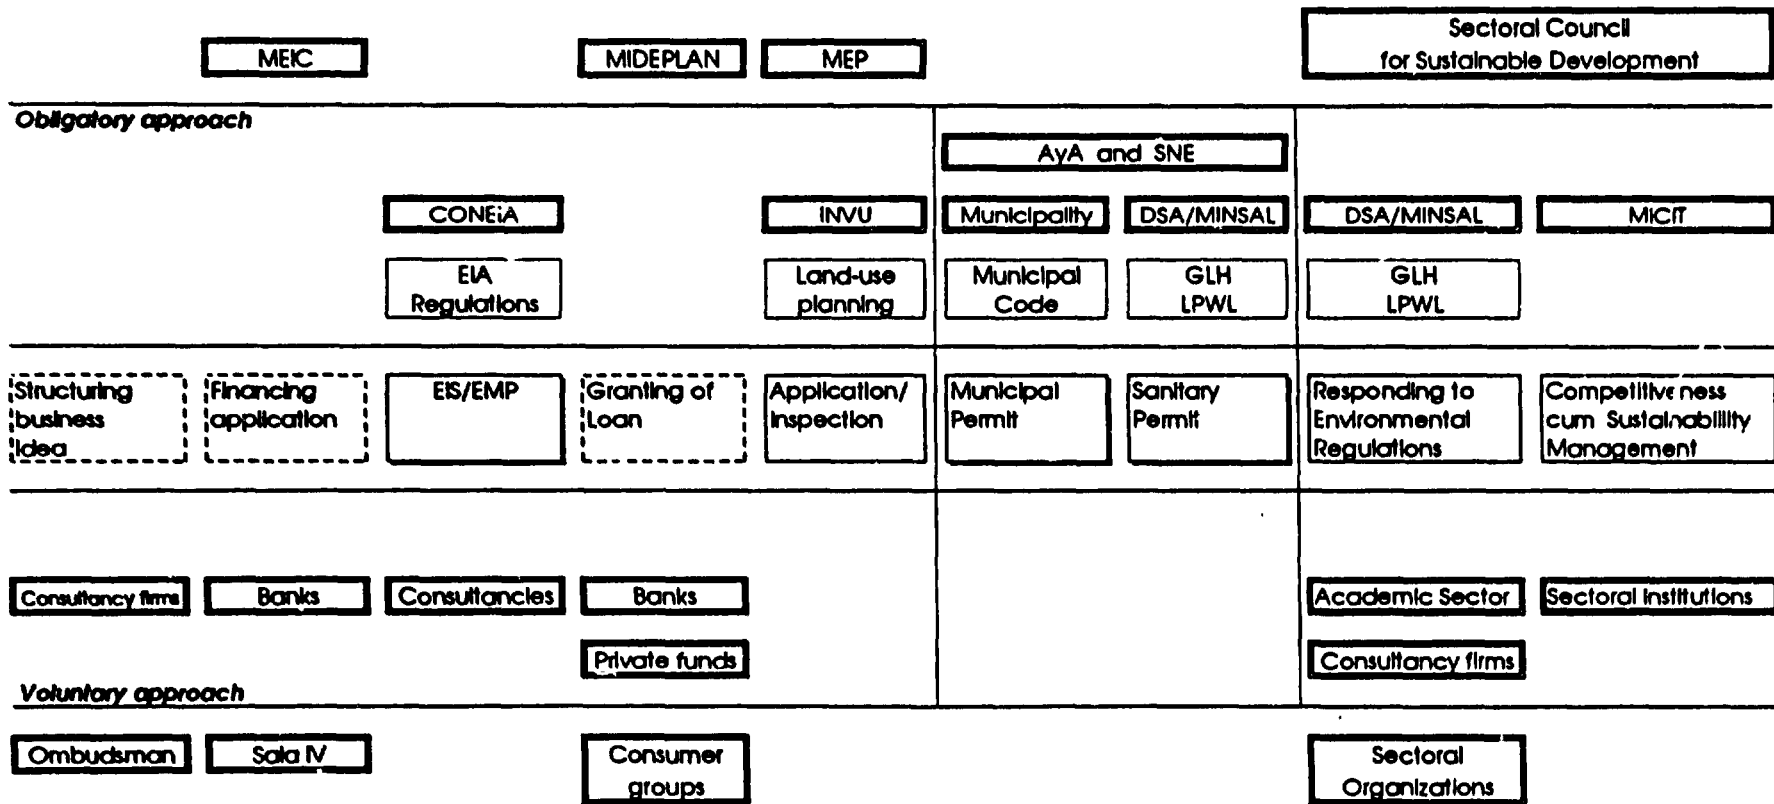 MEIC
MIDEPLAN
MEP
Sectoral Council
for Sustainable Development
Obligatory approach
AyA and SNE
CONEiA
INVU
Municipality
DSA/MINSAL
DSA/MINSAL
MICIT
EIA
Regulations
Land-use
planning
Municipal
Code
GLH
LPWL
GLH
LPWL
Structuring
business
idea
Financing
application
EIS/EMP
Granting of
Loan
Application/
Inspection
Municipal
Permit
Sanitary
Permit
Responding to
Environmental
Regulations
Competitiveness
cum Sustainability
Management
Consultancy firms
Banks
Consultancies
Banks
Academic Sector
Sectoral Institutions
Private funds
Consultancy firms
Voluntary approach
Ombudsman
Sala IV
Consumer
groups
Sectoral
Organizations